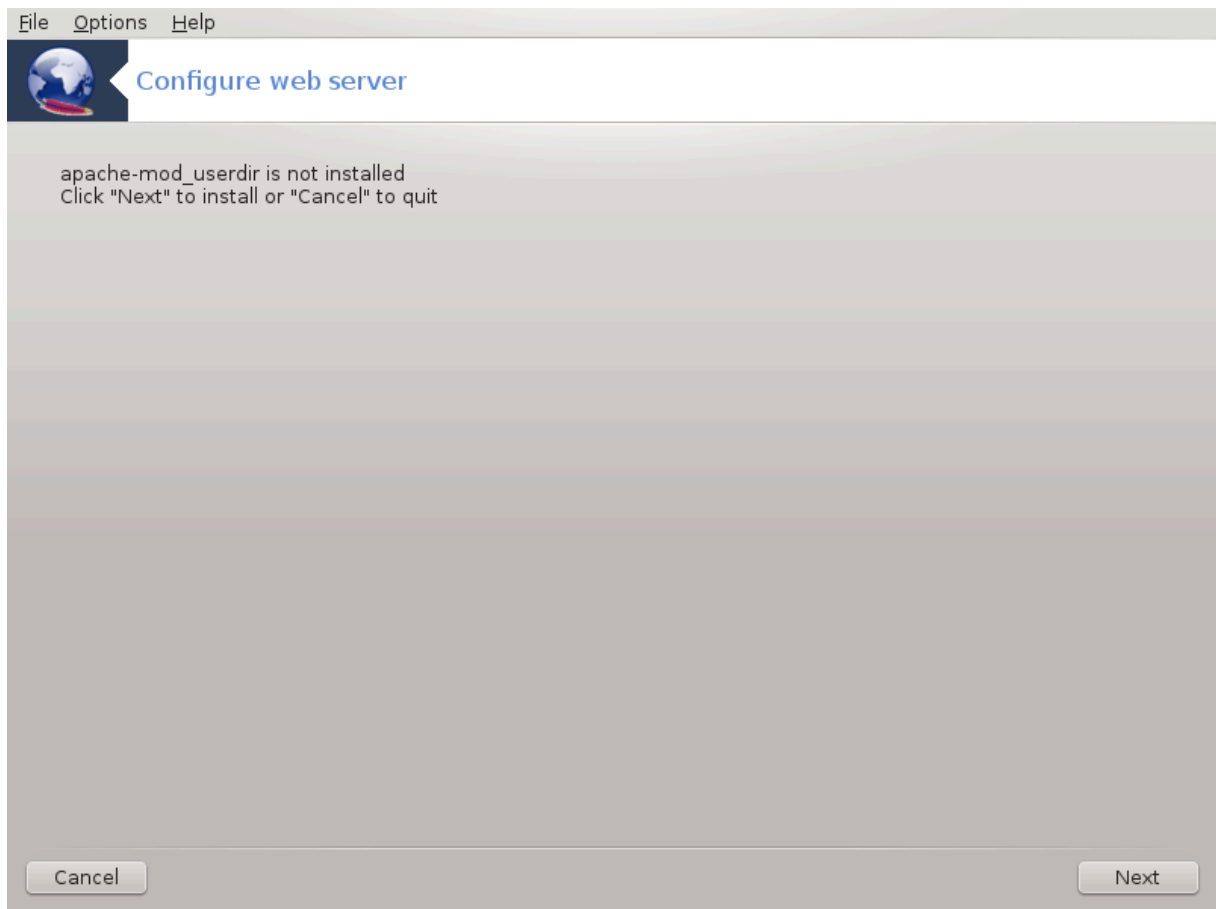 File Options Help
Configure web server
apache-mod_userdir is not installed
Click "Next" to install or "Cancel" to quit
Cancel Next